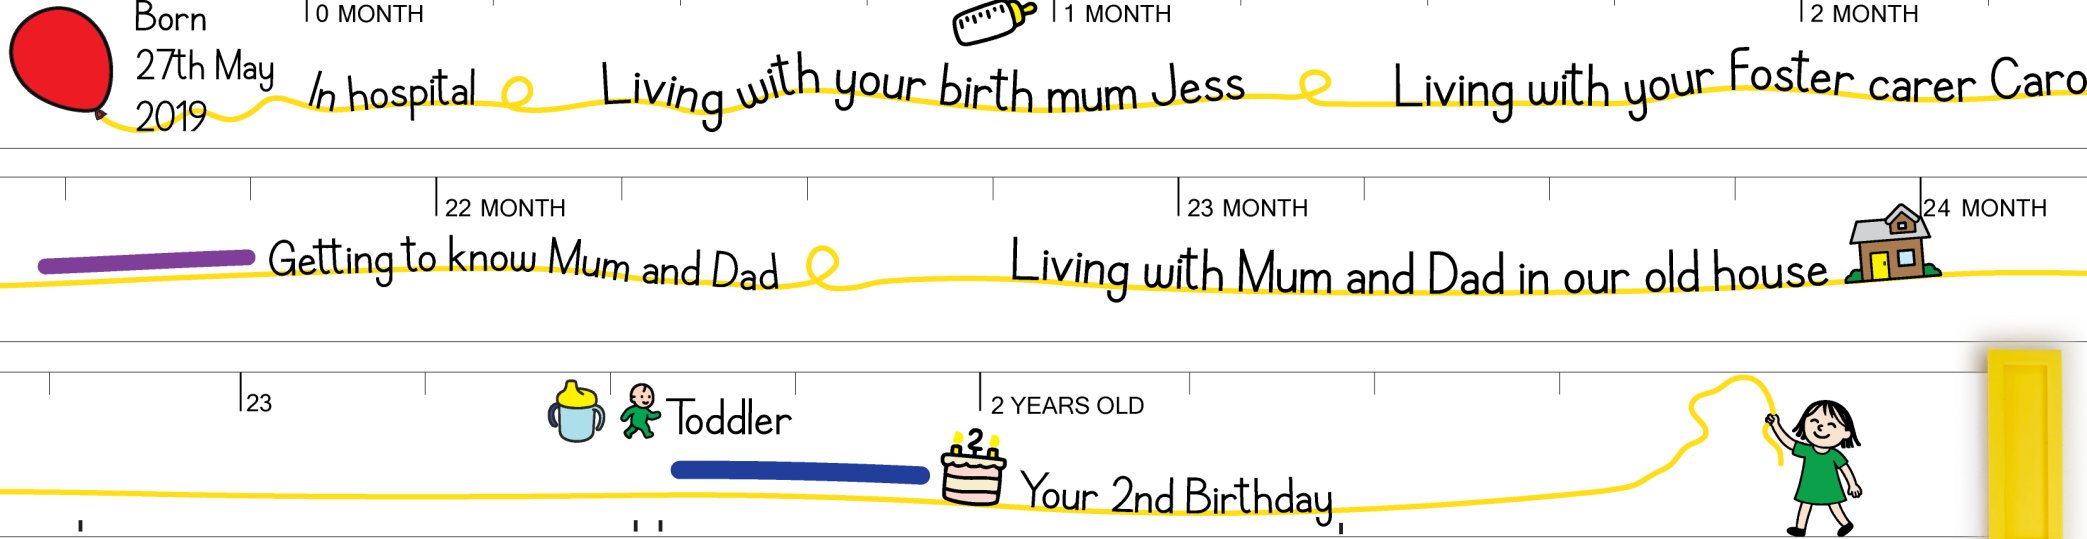 Born
27th May
2019
0 MONTH
1 MONTH
2 MONTH
In hospital
Living with your birth mum Jess
Living with your Foster carer Caro
22 MONTH
23 MONTH
24 MONTH
Getting to know Mum and Dad
Living with Mum and Dad in our old house
23
Toddler
2 YEARS OLD
2
Your 2nd Birthday